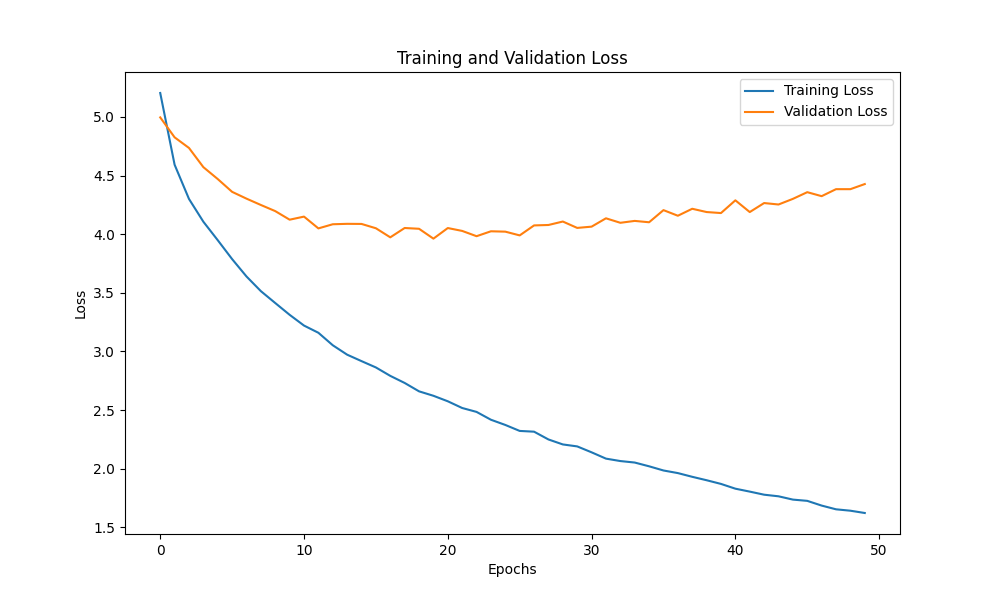 Training and Validation Loss
Training Loss
Validation Loss
5.0
4.5
4.0
3.5
3.0
2.5
2.0
1.5
Loss
0 10 20 30 40 50
Epochs